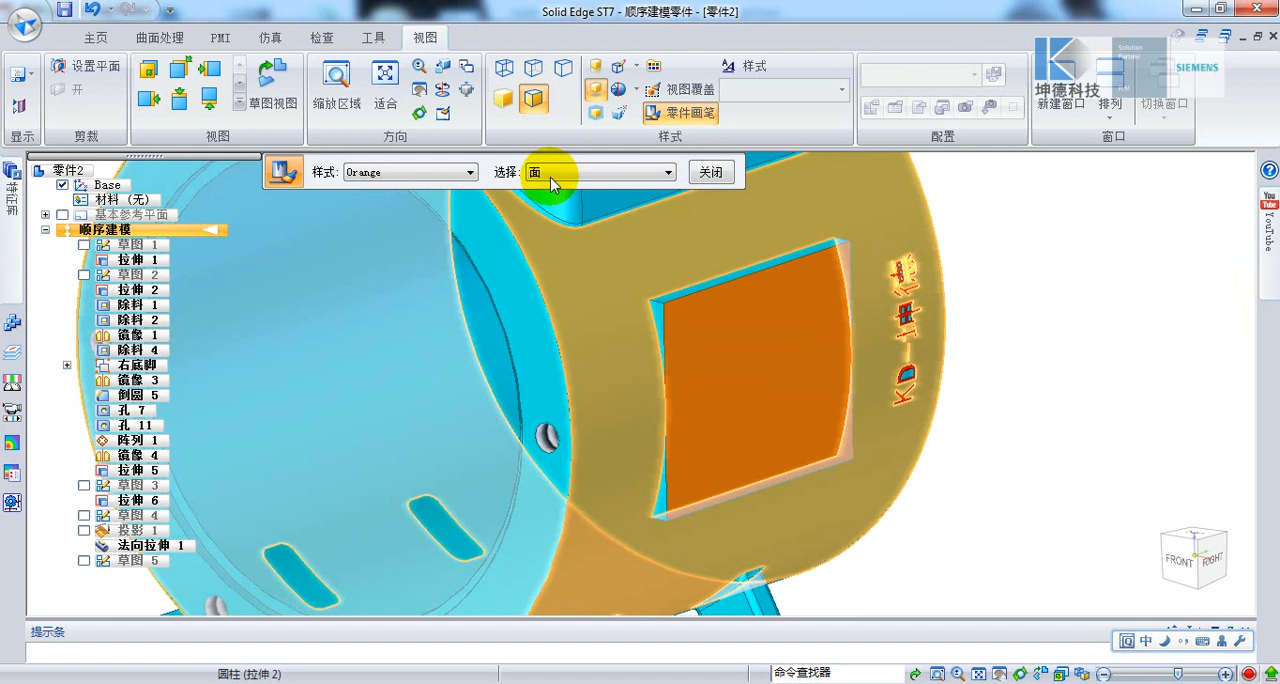 Solid Edge ST7 - 顺序建模零件 - [零件2]
主页 曲面处理 PMI 仿真 检查 工具 视图
设置平面 草图视图 缩放区域 适合 样式 视图覆盖 零件画笔 新建窗口 排列 切换窗口
开
显示 剪裁 视图 方向 样式 配置 窗口
坤德科技 Solution Partner SIEMENS
样式: Orange 选择: 面 关闭
特征库
零件2
Base
材料 (无)
基本参考平面
顺序建模
草图 1
拉伸 1
草图 2
拉伸 2
除料 1
除料 2
镜像 1
除料 4
右底脚
镜像 3
倒圆 5
孔 7
孔 11
阵列 1
镜像 4
拉伸 5
草图 3
拉伸 6
草图 4
投影 1
法向拉伸 1
草图 5
KD-坤德
FRONT RIGHT
You Tube
YouTube
提示条
中
圆柱 (拉伸 2) 命令查找器